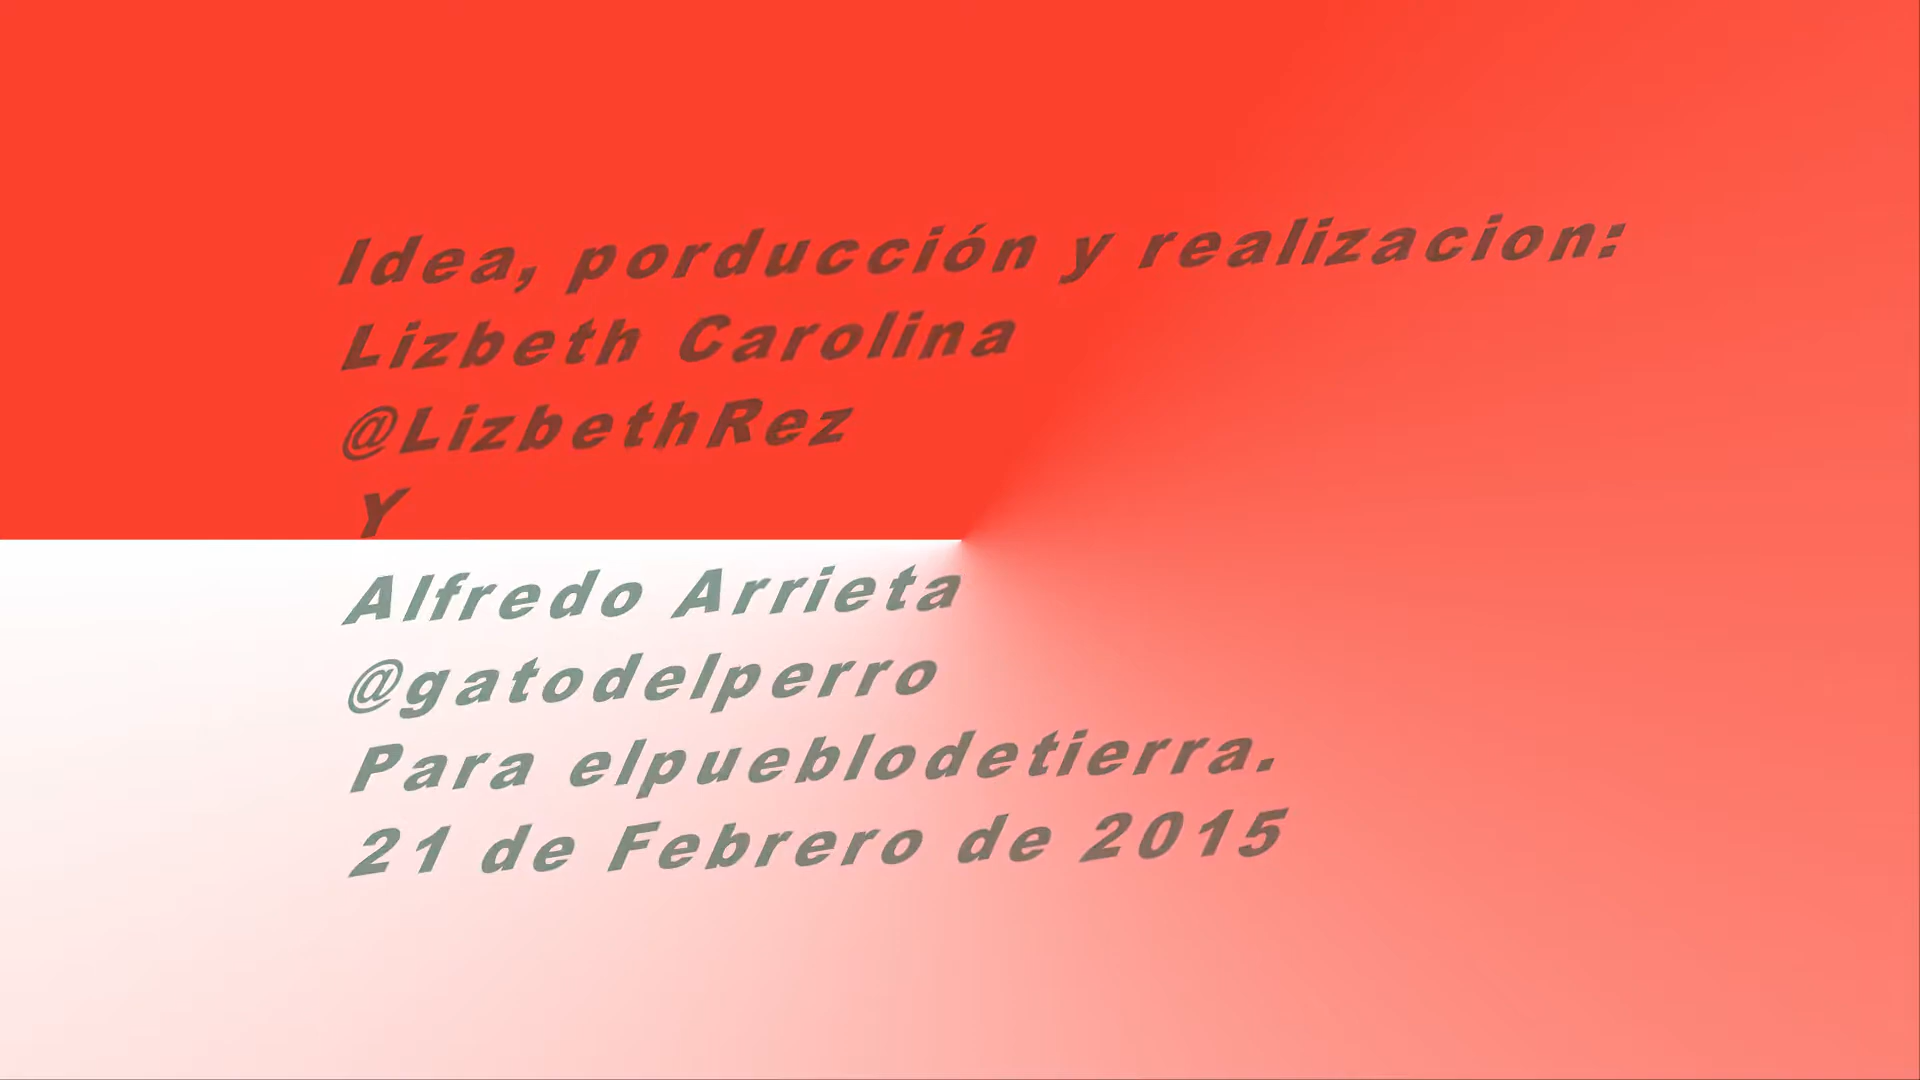 Idea, porducción y realizacion:
Lizbeth Carolina
@LizbethRez
Y
Alfredo Arrieta
@gatodelperro
Para elpueblodetierra.
21 de Febrero de 2015